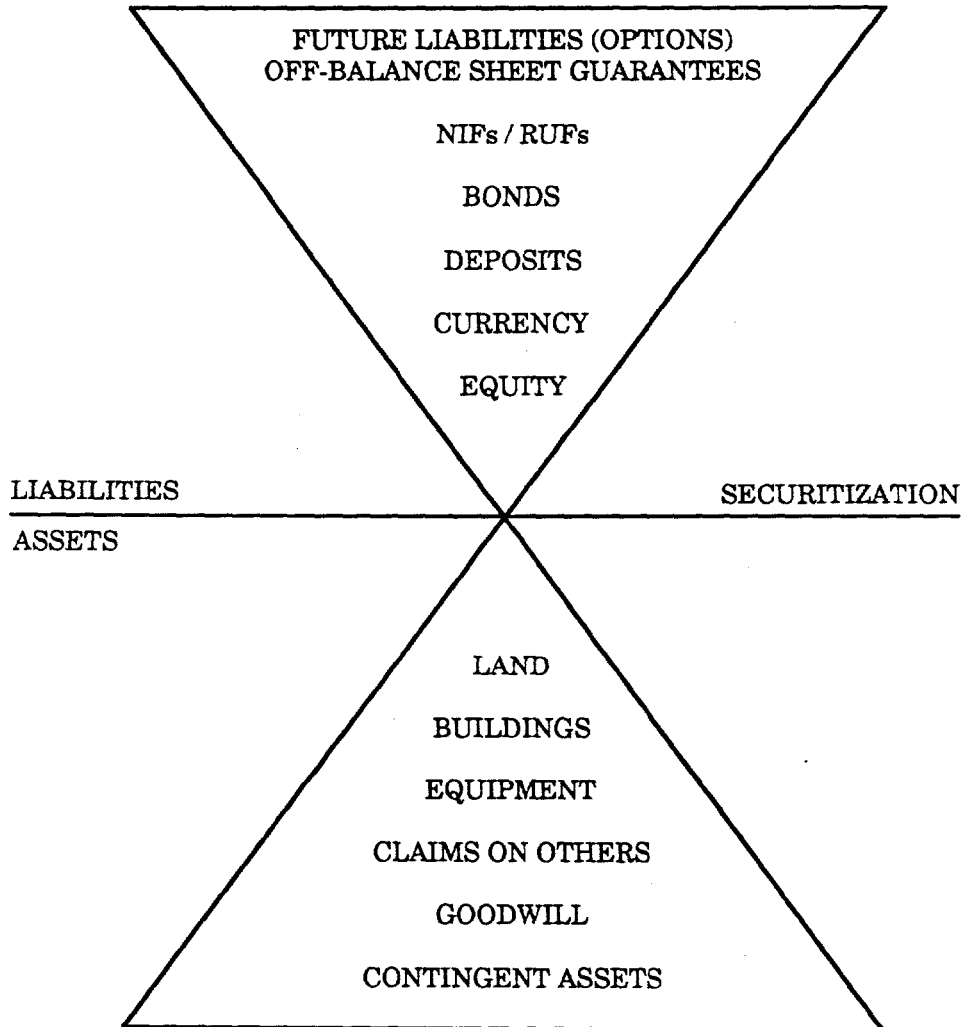 FUTURE LIABILITIES (OPTIONS)
OFF-BALANCE SHEET GUARANTEES
NIFs / RUFs
BONDS
DEPOSITS
CURRENCY
EQUITY
LIABILITIES
SECURITIZATION
ASSETS
LAND
BUILDINGS
EQUIPMENT
CLAIMS ON OTHERS
GOODWILL
CONTINGENT ASSETS